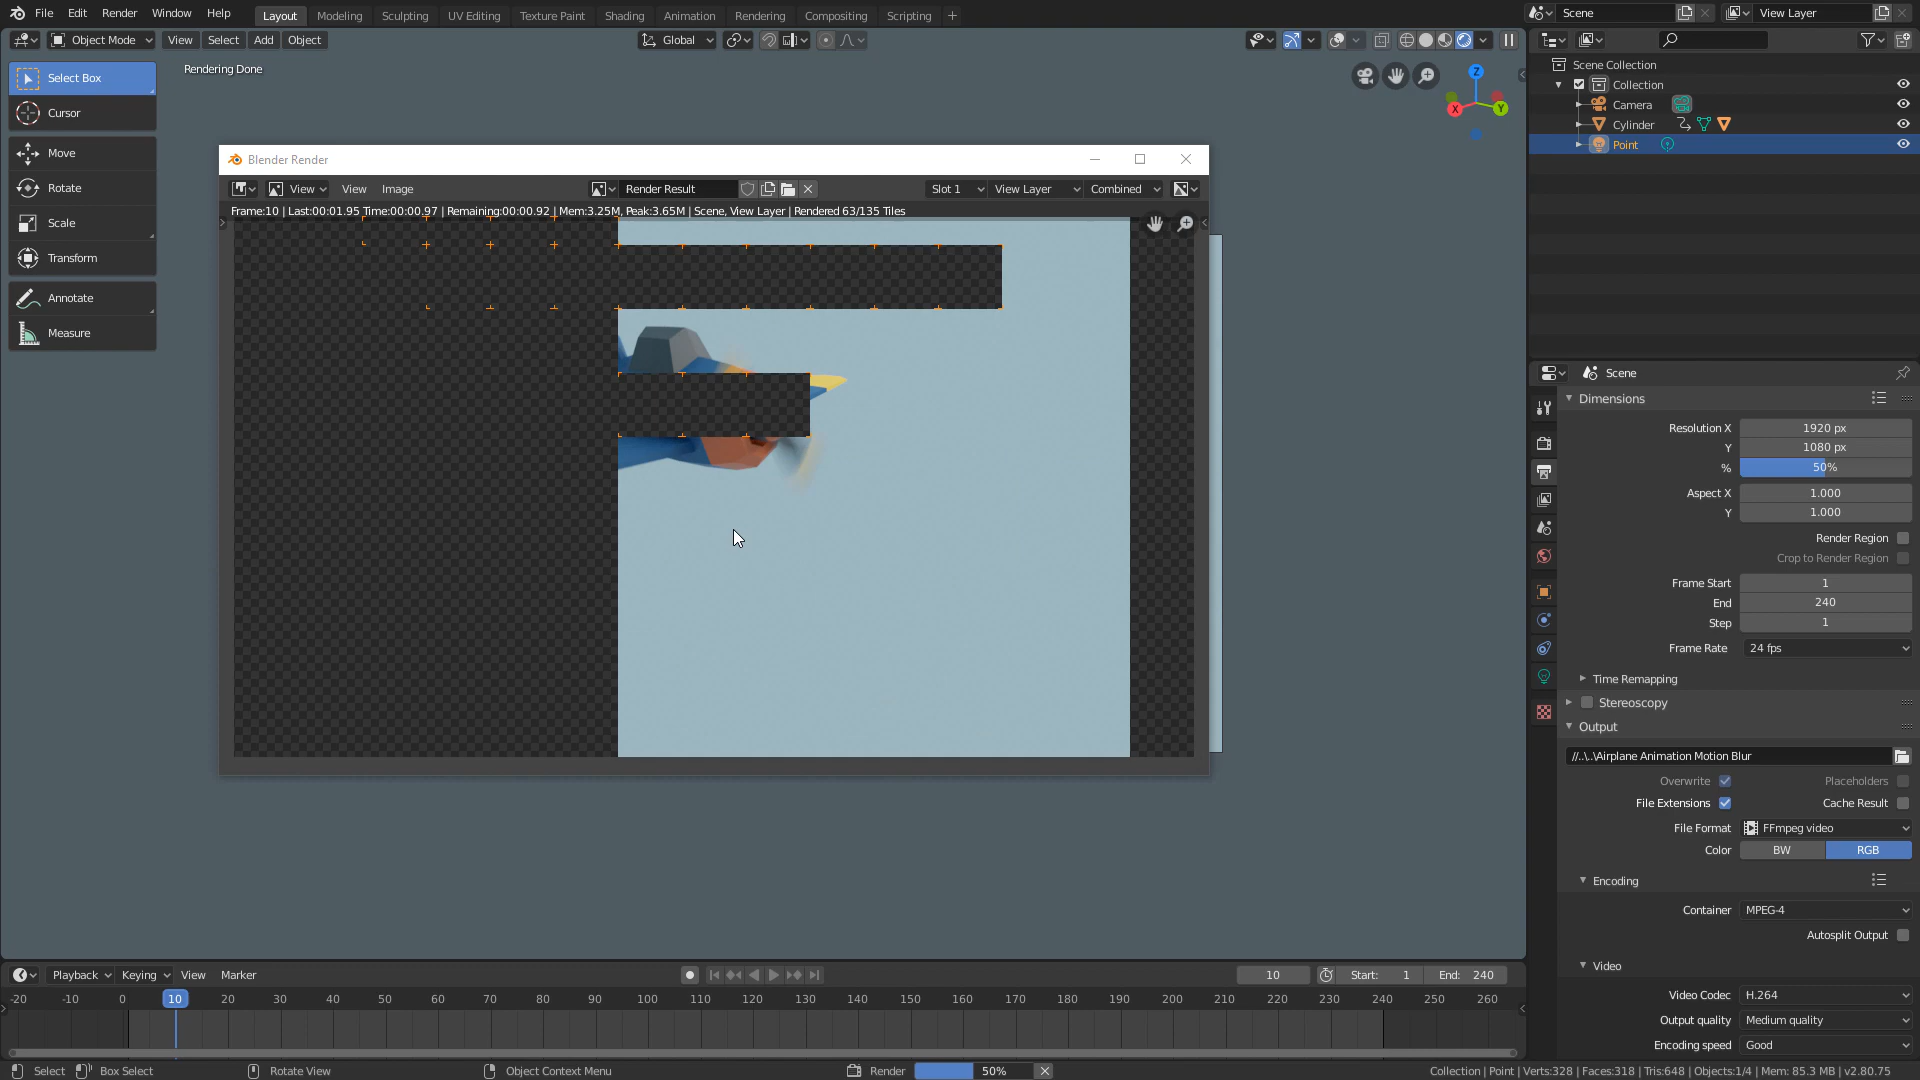 File Edit Render Window Help Layout Modeling Sculpting UV Editing Texture Paint Shading Animation Rendering Compositing Scripting + Scene View Layer
Object Mode View Select Add Object Global
Rendering Done
Select Box
Cursor
Move
Rotate
Scale
Transform
Annotate
Measure
Z
X
Y
Scene Collection
Collection
Camera
Cylinder
Point
Blender Render
View View Image Render Result Slot 1 View Layer Combined
Frame:10 | Last:00:01.95 Time:00:00.97 | Remaining:00:00.92 | Mem:3.25M, Peak:3.65M | Scene, View Layer | Rendered 63/135 Tiles
Scene
Dimensions
Resolution X 1920 px
Y 1080 px
% 50%
Aspect X 1.000
Y 1.000
Render Region
Crop to Render Region
Frame Start 1
End 240
Step 1
Frame Rate 24 fps
Time Remapping
Stereoscopy
Output
//..\..\Airplane Animation Motion Blur
Overwrite Placeholders
File Extensions Cache Result
File Format FFmpeg video
Color BW RGB
Encoding
Container MPEG-4
Autosplit Output
Video
Video Codec H.264
Output quality Medium quality
Encoding speed Good
Playback Keying View Marker 10 Start: 1 End: 240
-20 -10 0 10 20 30 40 50 60 70 80 90 100 110 120 130 140 150 160 170 180 190 200 210 220 230 240 250 260
Select Box Select Rotate View Object Context Menu Render 50% Collection | Point | Verts:328 | Faces:318 | Tris:648 | Objects:1/4 | Mem: 85.3 MB | v2.80.75